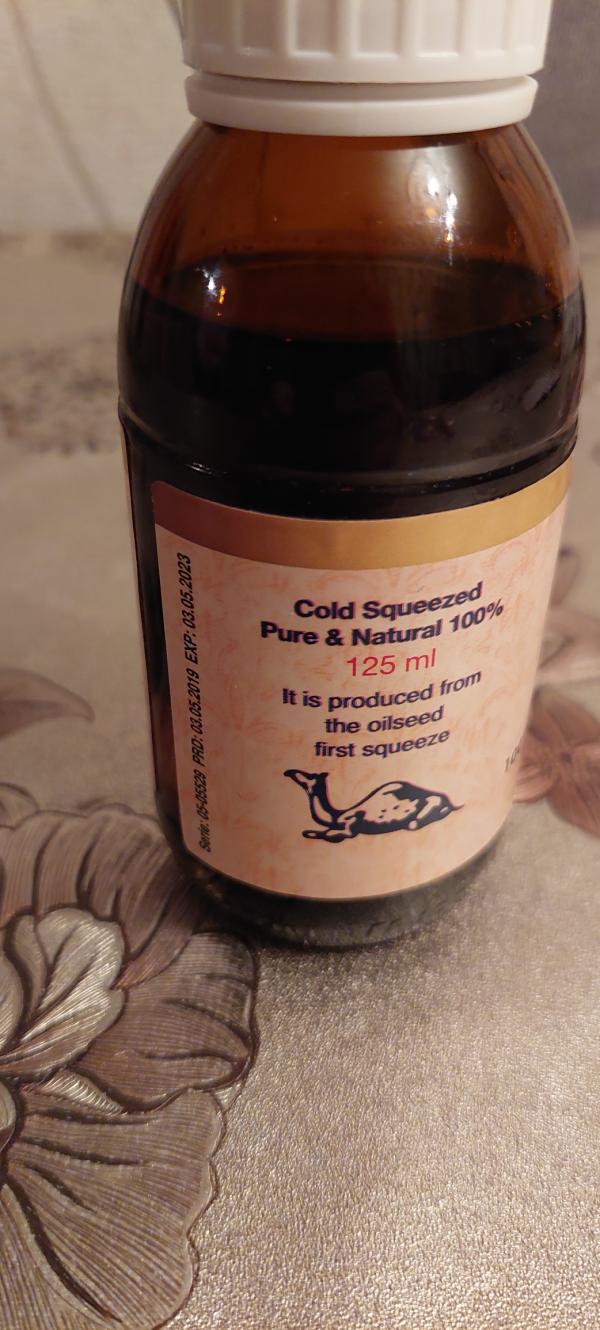 Cold Squeezed
Pure & Natural 100%
125 ml
It is produced from
the oilseed
first squeeze
Serie: 05-05529 PRD: 03.05.2019 EXP: 03.05.2023